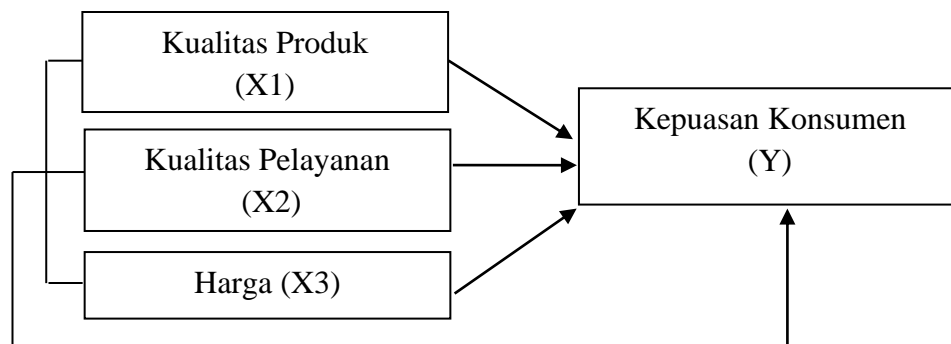 Kualitas Produk
(X1)
Kualitas Pelayanan
(X2)
Harga (X3)
Kepuasan Konsumen
(Y)